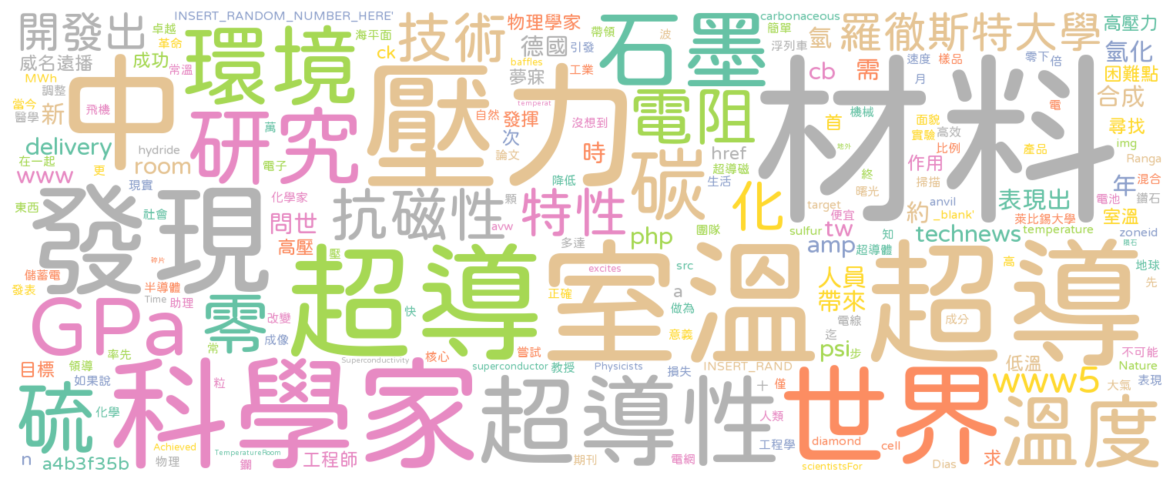 開發出
卓越
INSERT_RANDOM_NUMBER_HERE'
海平面
技術
物理學家
帶領
波
carbonaceous
簡單
羅徹斯特大學
高壓力
威名遠播
革命
成功
環境
ck
德國
引發
石墨
浮列車
氫
速度
樣品
零下
倍
氫化
MWh
調整
常溫
夢寐
baffles
工業
cb
需
月
困難點
當今
新
中
飛機
壓力
temperat
自然
發揮
沒想到
電阻
材料
首
機械
面銳
電
合成
醫學
研究
萬
次
實驗
高效
產品
尋找
delivery
hydride
電子
論文
時
碳
href
作用
比例
img
在一起
更
room
超導磁
終
掃描
Ranga
www
現實
化學家
降低
生活
曙光
年
混合
東西
社會
發現
抗磁性
特性
化
target
便宜
表現出
電池
鑽石
問世
顆
avw
團隊
約
anvil
_blank'
萊比錫大學
sulfur
tw
室溫
高壓
壓
多達
php
知
amp
超導體
technews
temperature
zoneid
儲蓄電
半導體
超導
室溫
excites
src
人員
超導
高
地球
發表
Time
助理
正確
a
帶來
先
GPa
零
改變
快
做為
電線
成分
率先
常
成像
意義
迄
目標
領導
Superconductivity
核心
嘗試
INSERT_RAND
psi
步
低溫
不可能
如果說
粒
superconductor
教授
Physicists
損失
十
僅
www5
Nature
表現
硫
化學
科學家
超導性
世界
大氣
溫度
人類
Achieved
工程學
diamond
cell
n
a4b3f35b
物理
TemperatureRoom
鑭
工程師
期刊
電網
scientistsFor
Dias
求